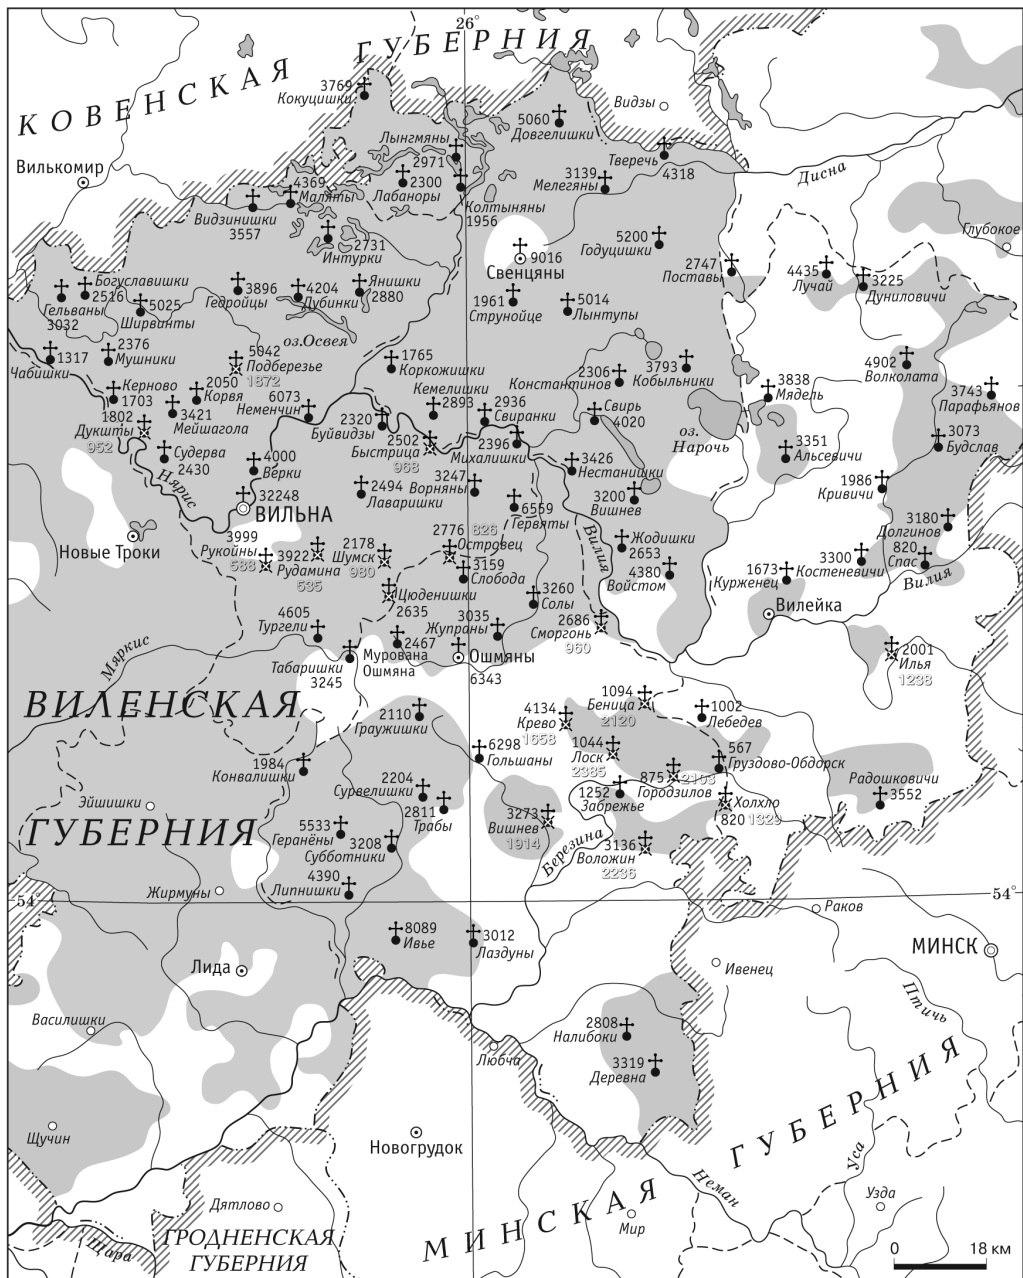 26°
КОВЕНСКАЯ ГУБЕРНИЯ
3769
Кокуцишки
Видзы
5060
Довгелишки
Лынгмяны
2971
Тверечь
4318
Вилькомир
4369
Маляты
2300
Лабаноры
3139
Мелегяны
Дисна
Видзинишки
3557
Колтыняны
1956
2731
Интурки
5200
Годуцишки
Глубокое
9016
Свенцяны
2747
Поставы
4435
Лучай
3225
Дуниловичи
Богуславишки
2516
Гельваны
3032
5025
Ширвинты
3896
Гедройцы
4204
Дубинки
Янишки
2880
1961
Струнойце
5014
Лынтупы
оз.Освея
1317
Чабишки
2376
Мушники
5042
Подберезье
1872
1765
Коркожишки
2306
Константинов
3793
Кобыльники
4902
Волколата
Керново
1703
2050
Корвя
6073
Неменчин
Кемелишки
2893
2936
Свиранки
Свирь
4020
3838
Мядель
3743
Парафьянов
1802
Дукшты
952
3421
Мейшагола
2320
Буйвидзы
2502
Быстрица
968
2396
Михалишки
оз.
Нарочь
3351
Альсевичи
3073
Будслав
Судерва
2430
4000
Верки
3426
Нестанишки
Нярис
2494
Лаваришки
3247
Ворняны
3200
Вишнев
1986
Кривичи
32248
ВИЛЬНА
6559
Гервяты
Новые Троки
3999
Рукойны
588
3922
Рудамина
535
2178
Шумск
980
2776
826
Островец
Вилия
Жодишки
2653
3180
Долгинов
3159
Слобода
4380
Войстом
1673
Курженец
3300
Костеневичи
820
Спас
Вилия
Цюденишки
2635
3260
Солы
Вилейка
4605
Тургели
3035
Жупраны
2686
Сморгонь
960
Мяркис
Табаришки
3245
2467
Мурована
Ошмяна
Ошмяны
6343
2001
Илья
1238
ВИЛЕНСКАЯ
2110
Граужишки
4134
Крево
1658
1094
Беница
2120
1002
Лебедев
1984
Конвалишки
6298
Гольшаны
1044
Лоск
2385
567
Груздово-Обдорск
875
2163
Городзилов
Радошковичи
3552
Эйшишки
2204
Сурвелишки
1252
Забрежье
Холхло
820 1329
ГУБЕРНИЯ
2811
Трабы
3273
Вишнев
1914
5533
Геранёны
3208
Субботники
Березина
3136
Воложин
2236
4390
Липнишки
Жирмуны
54°
54°
Раков
8089
Ивье
3012
Лаздуны
МИНСК
Лида
Ивенец
Птичь
Василишки
2808
Налибоки
Любча
3319
Деревна
Щучин
Новогрудок
Уса
Неман
Узда
Дятлово
Мир
МИНСКАЯ ГУБЕРНИЯ
ГРОДНЕНСКАЯ
ГУБЕРНИЯ
Щара
0 18 км